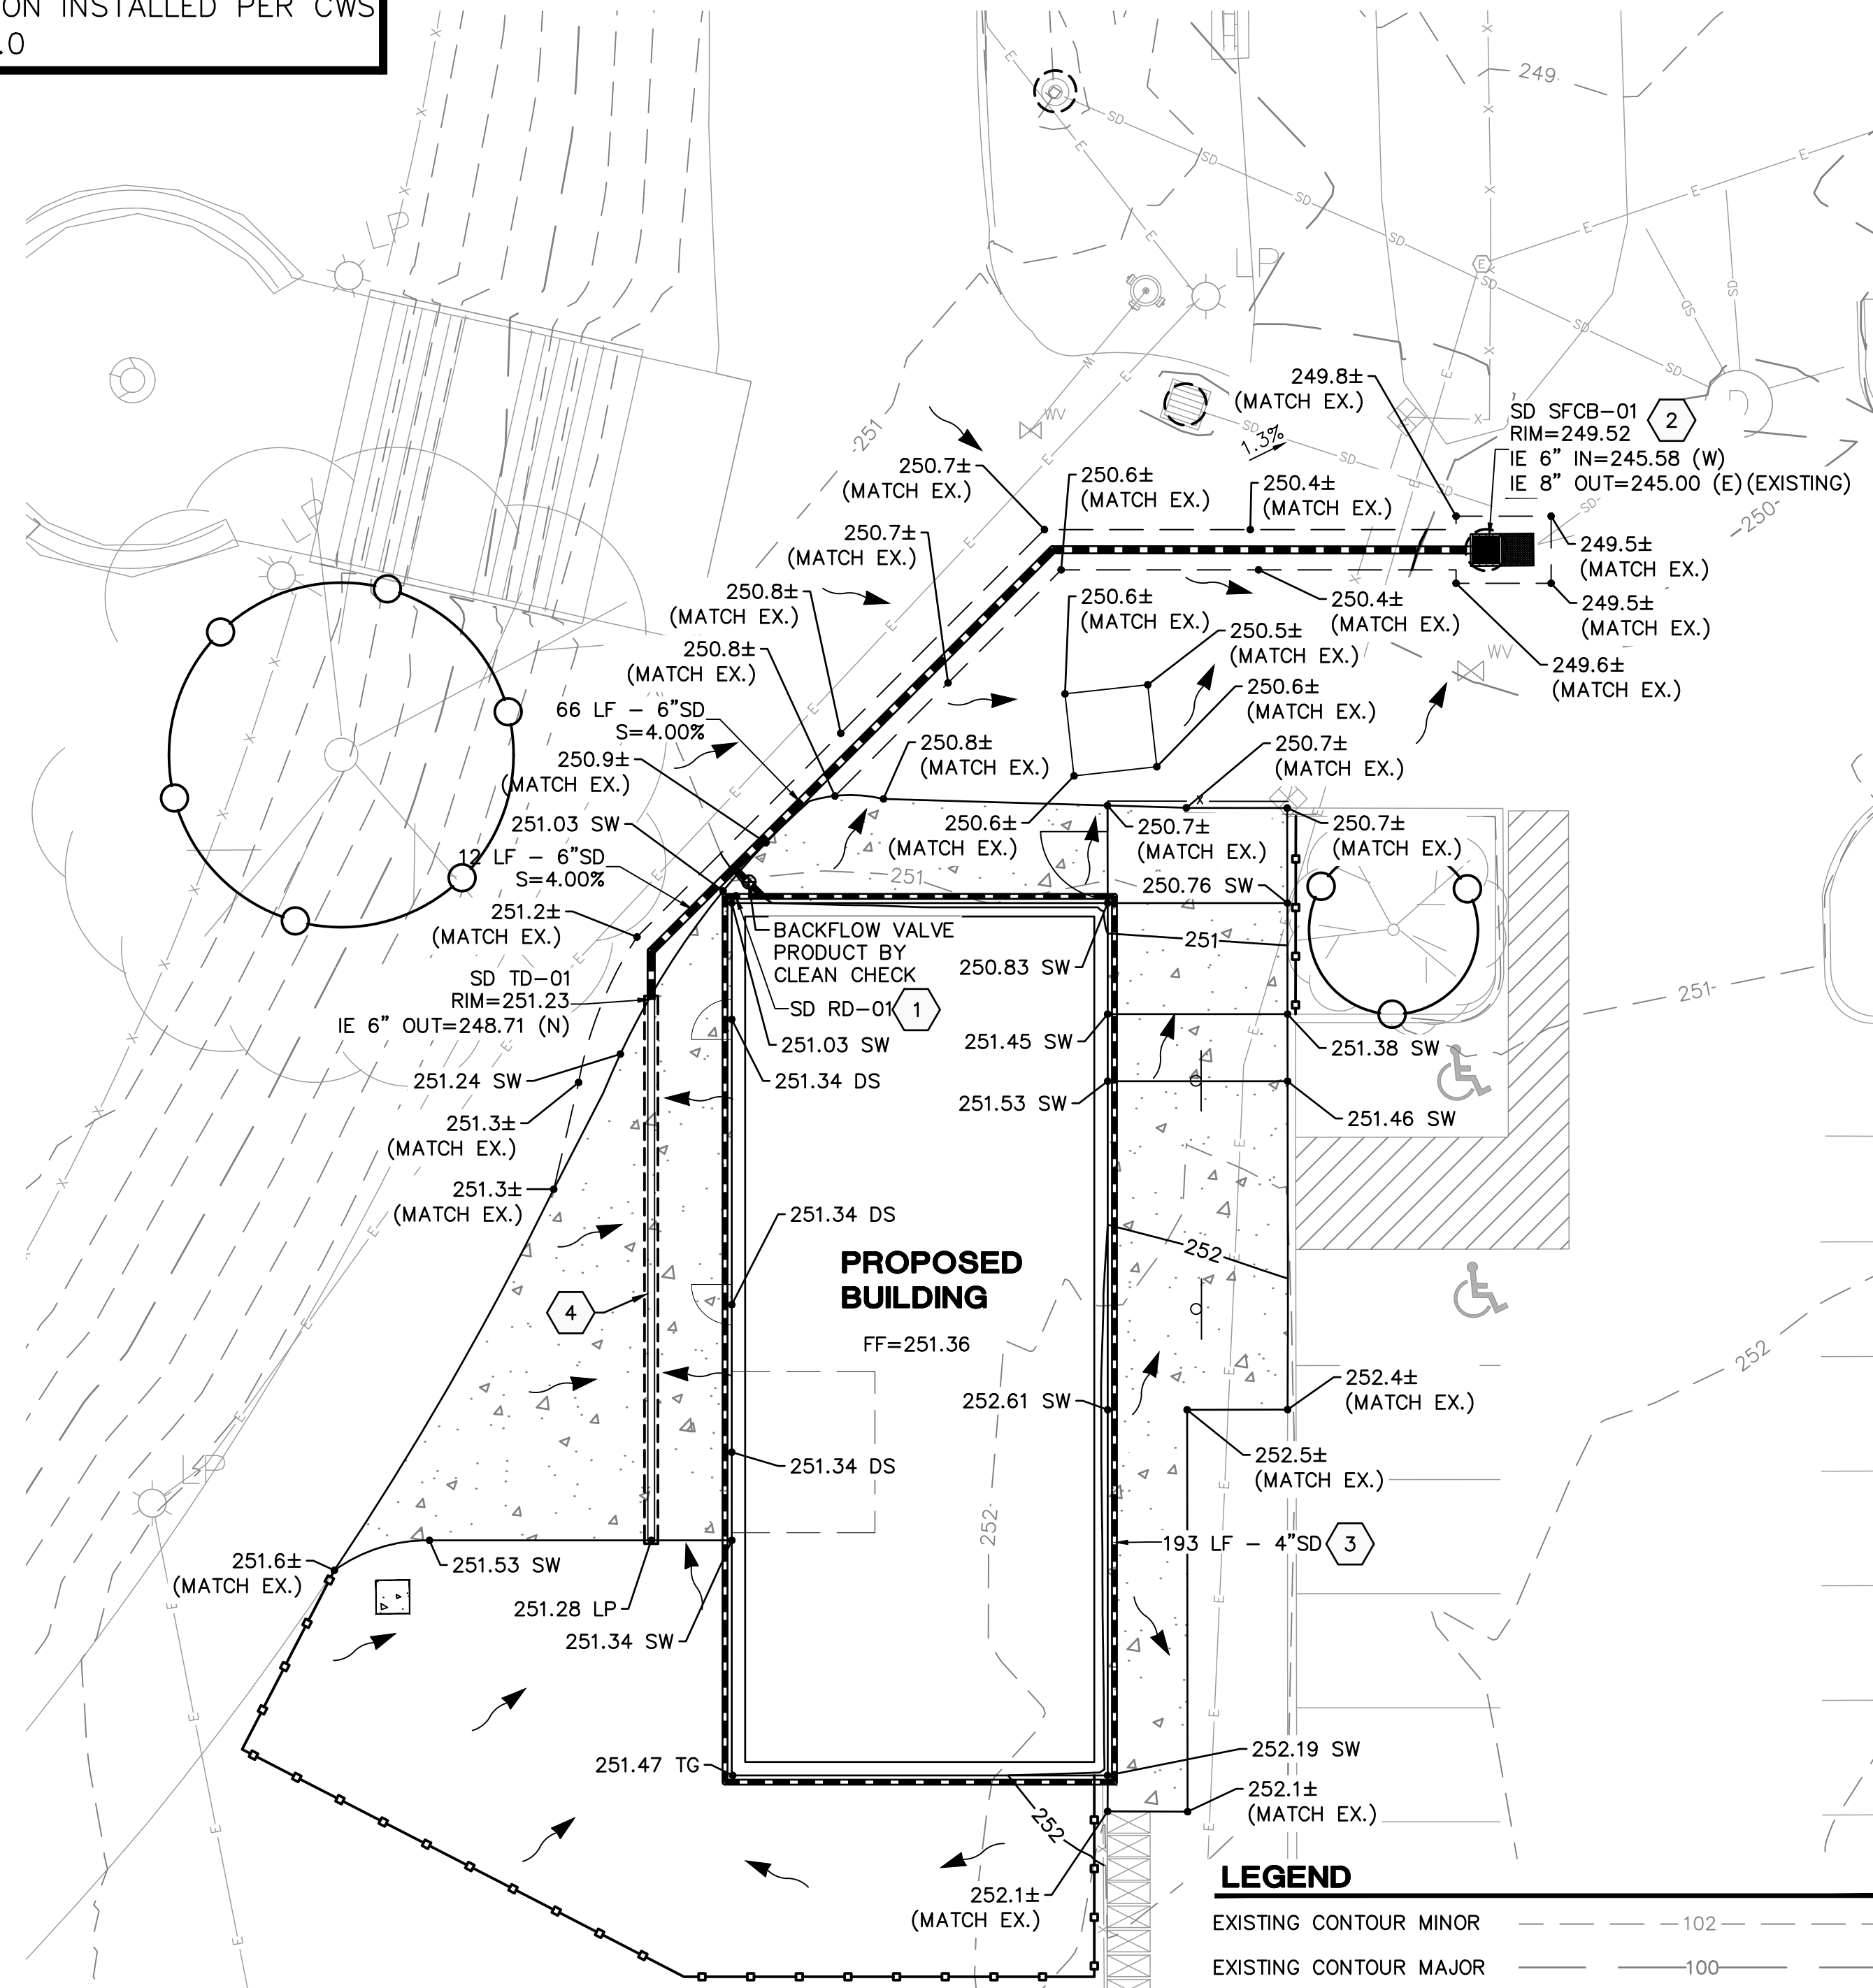 ON INSTALLED PER CWS
.0
249
LP
LP
E
249.8±
(MATCH EX.)
SD SFCB-01 2
RIM=249.52
IE 6" IN=245.58 (W)
IE 8" OUT=245.00 (E)(EXISTING)
WV
1.3%
-251
250.7±
(MATCH EX.)
250.6±
(MATCH EX.)
250.4±
(MATCH EX.)
-250-
LP
250.7±
(MATCH EX.)
249.5±
(MATCH EX.)
250.8±
(MATCH EX.)
250.6±
(MATCH EX.)
250.4±
(MATCH EX.)
249.5±
(MATCH EX.)
250.8±
(MATCH EX.)
250.5±
(MATCH EX.)
WV
249.6±
(MATCH EX.)
66 LF - 6"SD
S=4.00%
250.6±
(MATCH EX.)
250.9±
(MATCH EX.)
250.8±
(MATCH EX.)
250.7±
(MATCH EX.)
251.03 SW
250.6±
(MATCH EX.)
250.7±
(MATCH EX.)
250.7±
(MATCH EX.)
12 LF - 6"SD
S=4.00%
251
250.76 SW
251.2±
(MATCH EX.)
BACKFLOW VALVE
PRODUCT BY
CLEAN CHECK
250.83 SW
251
SD TD-01
RIM=251.23
IE 6" OUT=248.71 (N)
SD RD-01 1
251-
251.03 SW
251.45 SW
251.38 SW
251.24 SW
251.34 DS
251.53 SW
251.46 SW
251.3±
(MATCH EX.)
251.3±
(MATCH EX.)
251.34 DS
252
PROPOSED
BUILDING
4
FF=251.36
252
252.61 SW
252.4±
(MATCH EX.)
LP
251.34 DS
252.5±
(MATCH EX.)
252-
193 LF - 4"SD 3
251.6±
(MATCH EX.)
251.53 SW
251.28 LP
251.34 SW
251.47 TG
252.19 SW
252.1±
(MATCH EX.)
252
252.1±
(MATCH EX.)
LEGEND
EXISTING CONTOUR MINOR 102
EXISTING CONTOUR MAJOR 100